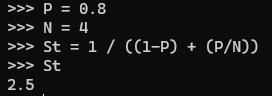 >>> P = 0.8
>>> N = 4
>>> St = 1 / ((1-P) + (P/N))
>>> St
2.5